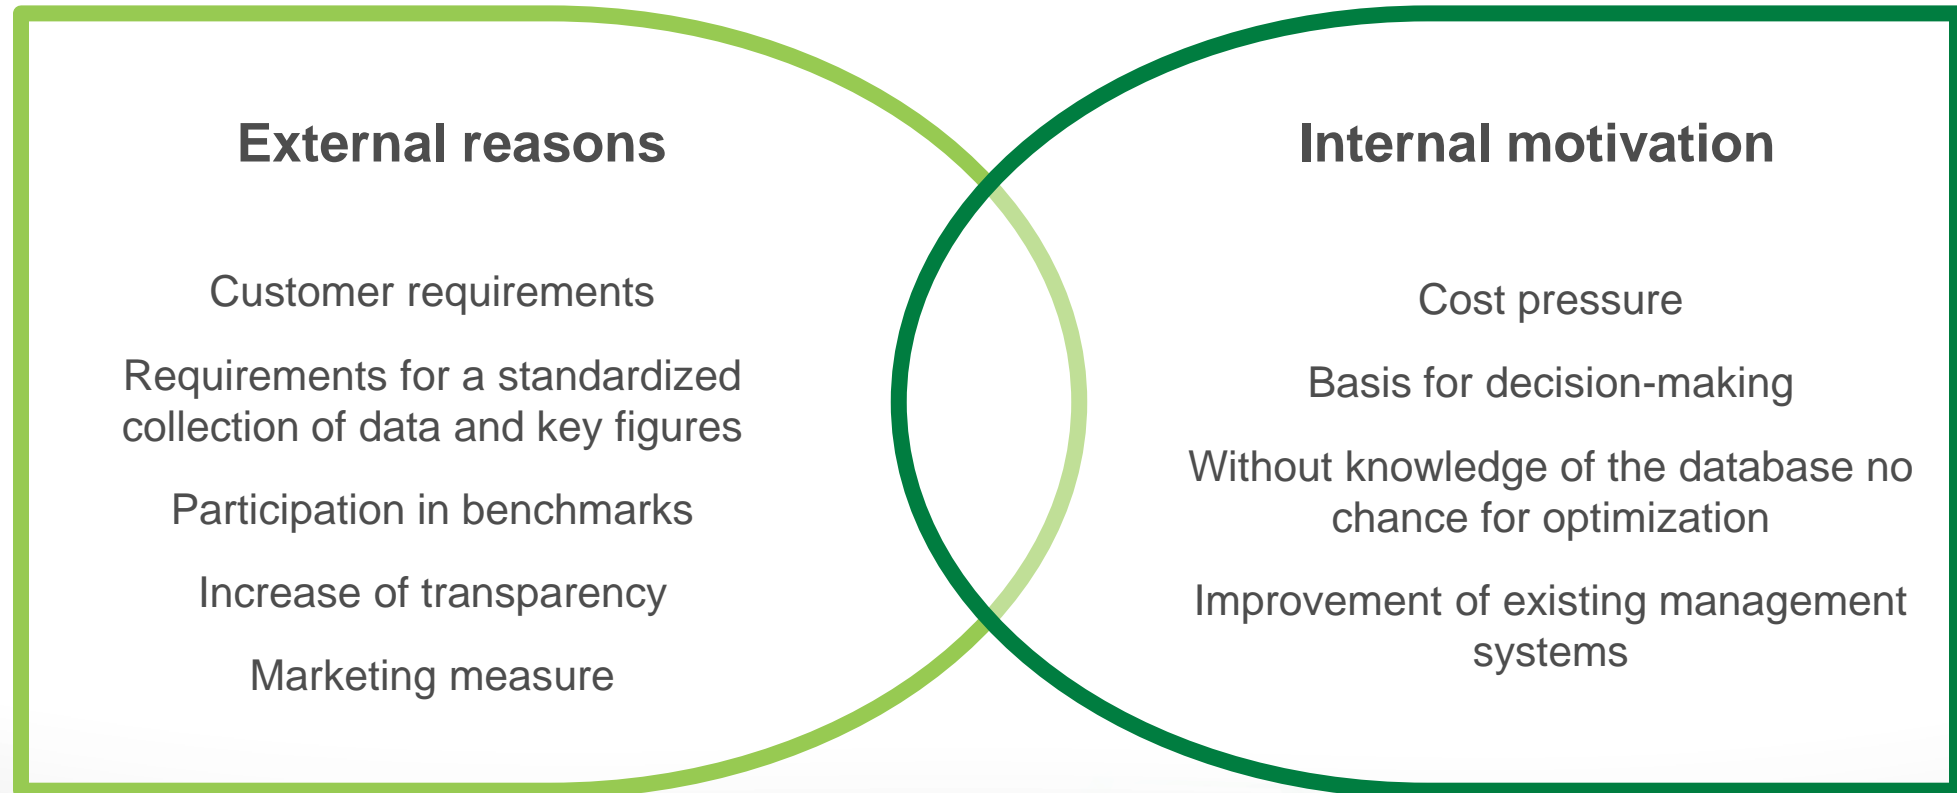 External reasons
Customer requirements
Requirements for a standardized
collection of data and key figures
Participation in benchmarks
Increase of transparency
Marketing measure
Internal motivation
Cost pressure
Basis for decision-making
Without knowledge of the database no
chance for optimization
Improvement of existing management
systems